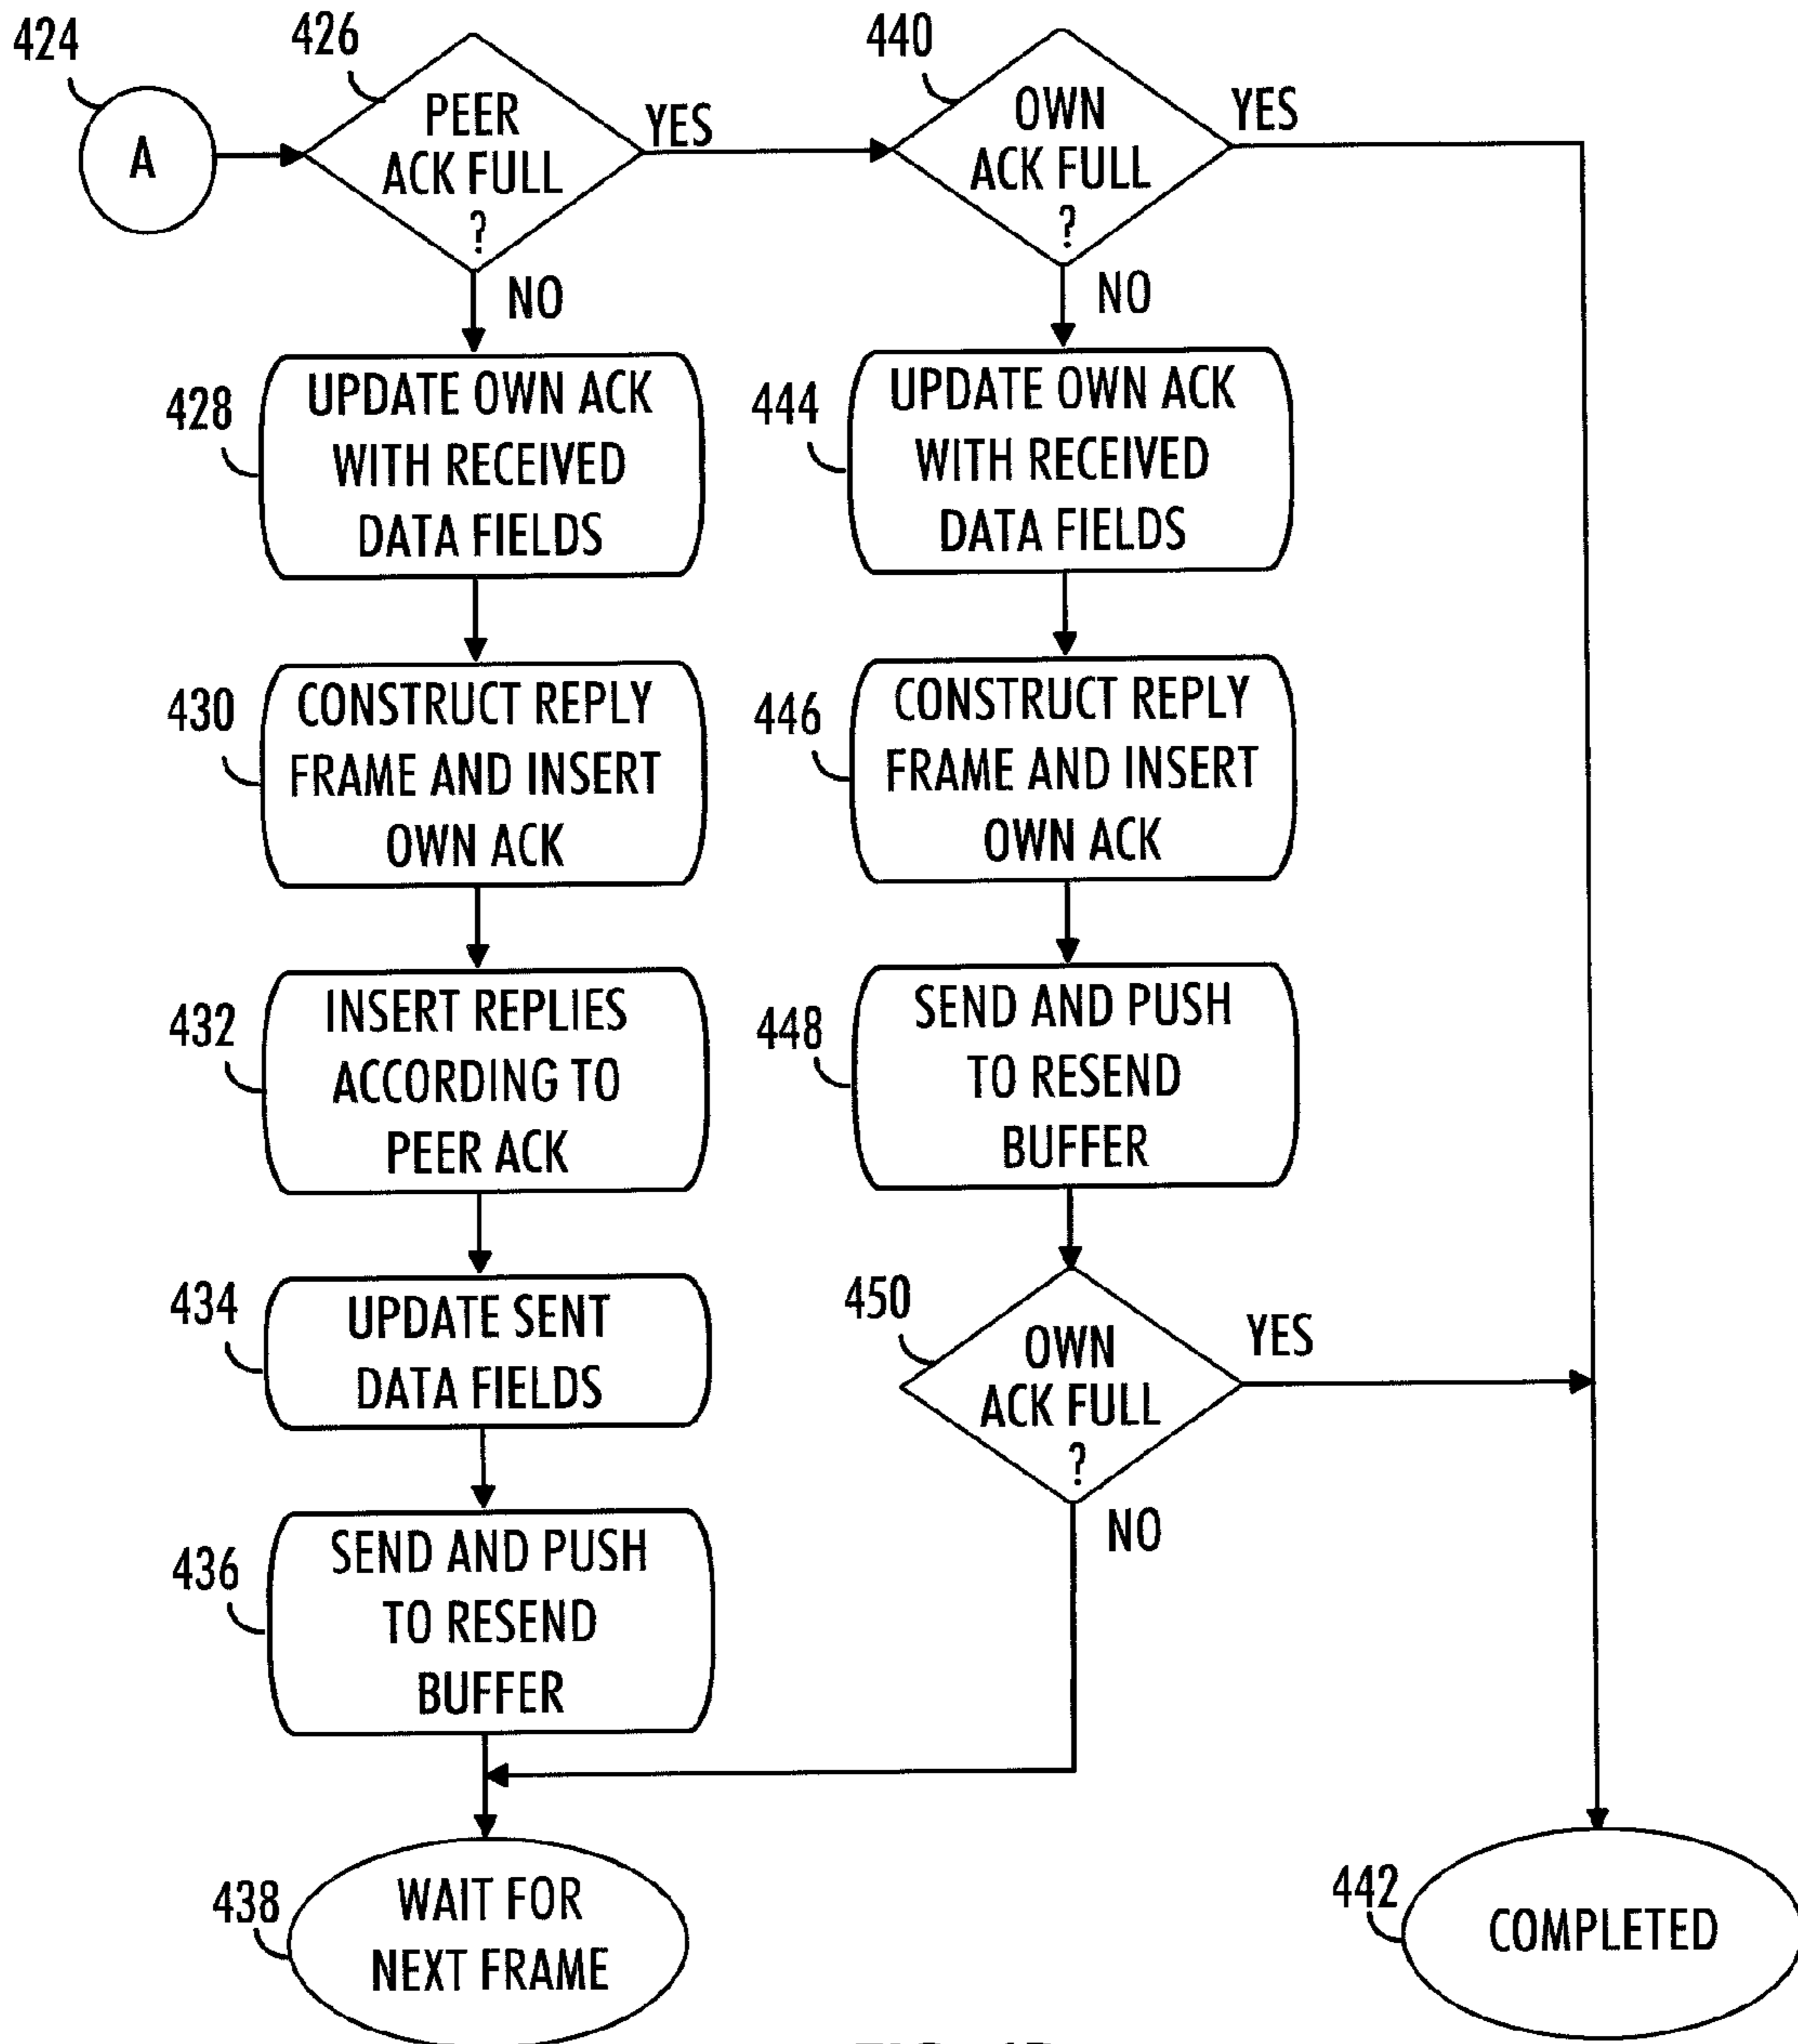 424
A
426
PEER
ACK FULL
?
YES
NO
440
OWN
ACK FULL
?
YES
NO
428
UPDATE OWN ACK
WITH RECEIVED
DATA FIELDS
444
UPDATE OWN ACK
WITH RECEIVED
DATA FIELDS
430
CONSTRUCT REPLY
FRAME AND INSERT
OWN ACK
446
CONSTRUCT REPLY
FRAME AND INSERT
OWN ACK
432
INSERT REPLIES
ACCORDING TO
PEER ACK
448
SEND AND PUSH
TO RESEND
BUFFER
434
UPDATE SENT
DATA FIELDS
450
OWN
ACK FULL
?
YES
NO
436
SEND AND PUSH
TO RESEND
BUFFER
438
WAIT FOR
NEXT FRAME
442
COMPLETED